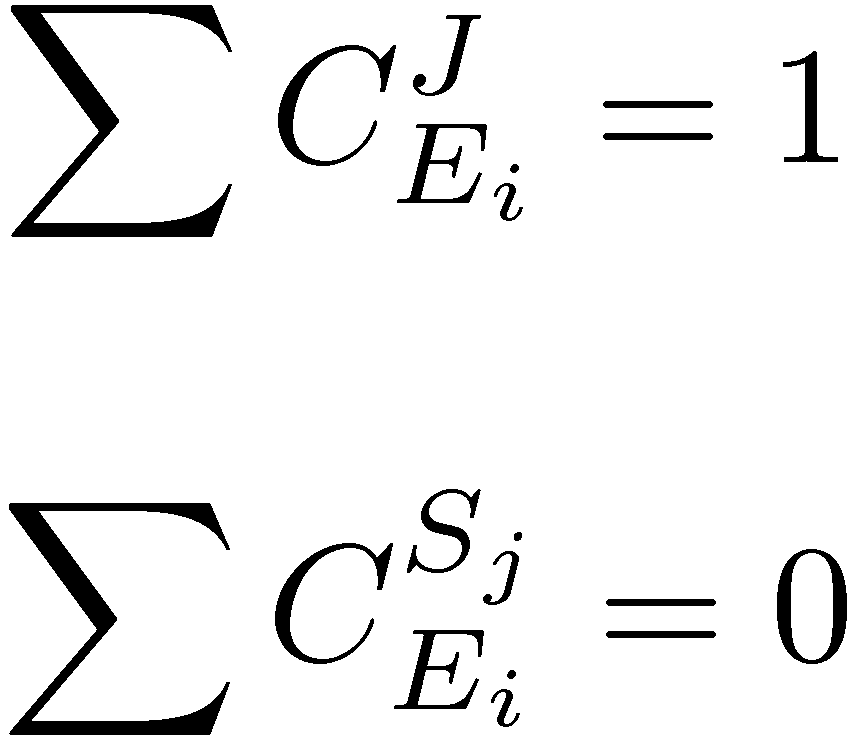 ∑ C_{E_i}^{J} = 1
∑ C_{E_i}^{S_j} = 0